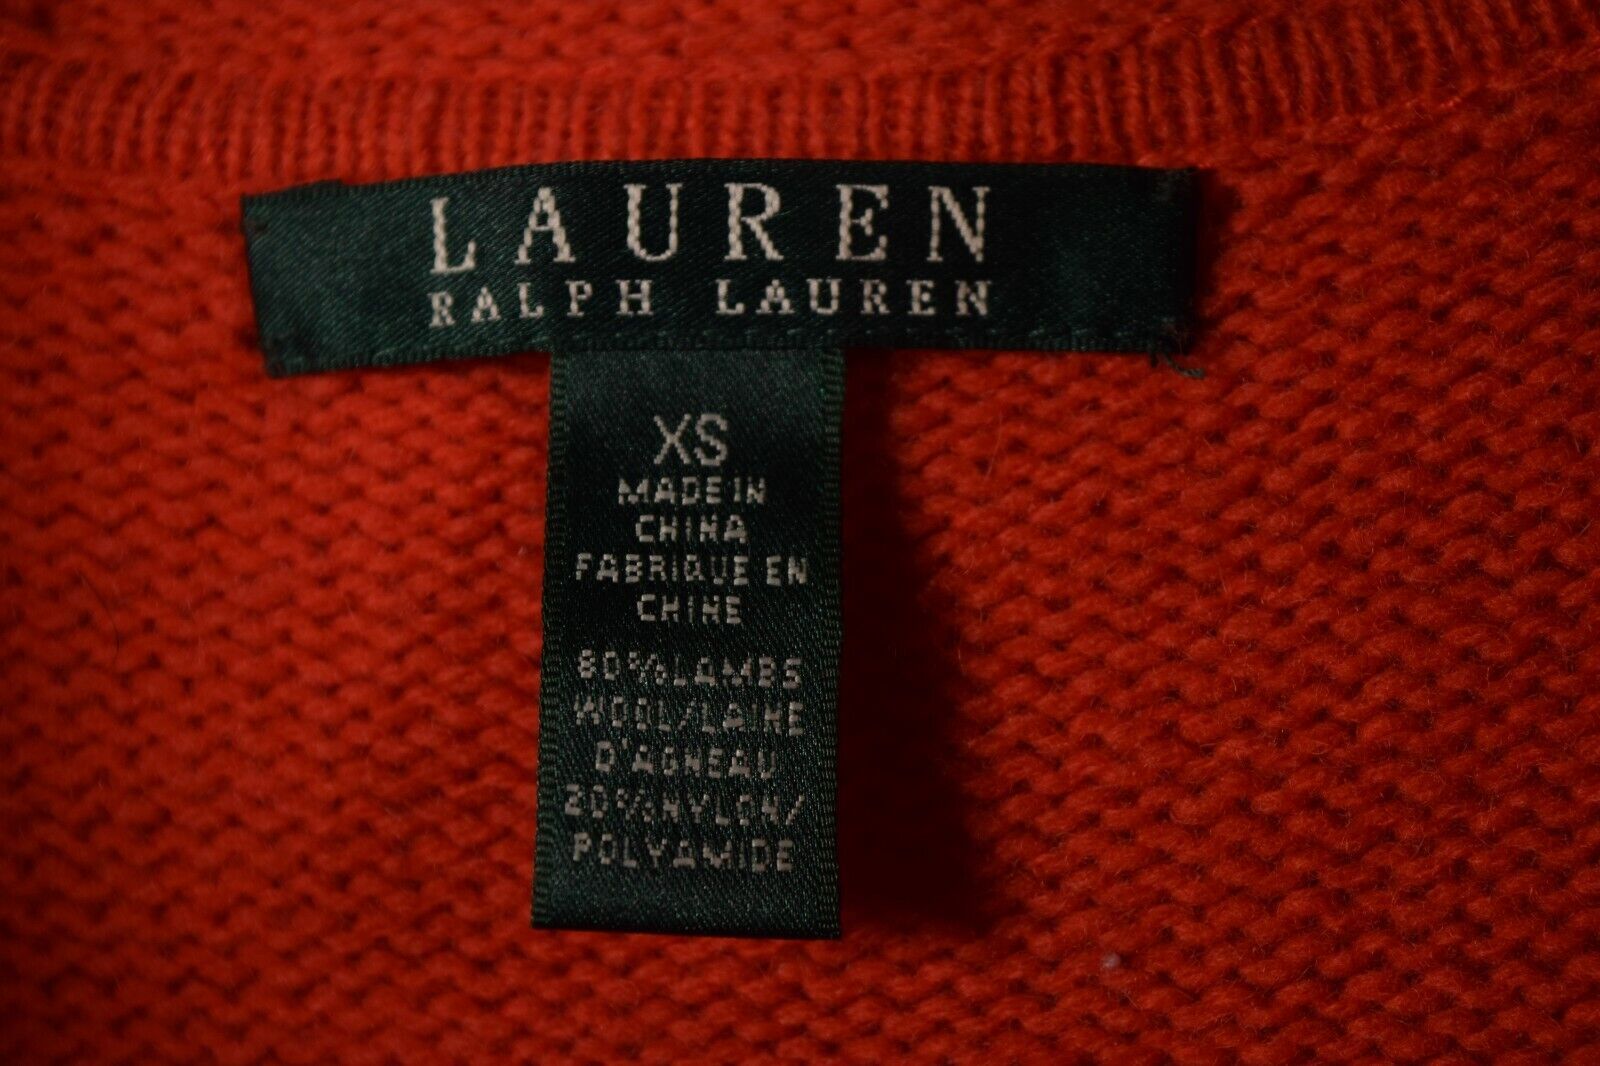 LAUREN
RALPH LAUREN
XS
MADE IN
CHINA
FABRIQUE EN
CHINE
80% LAMBS
WOOL/LAINE
D'AGNEAU
20% NYLON/
POLYAMIDE